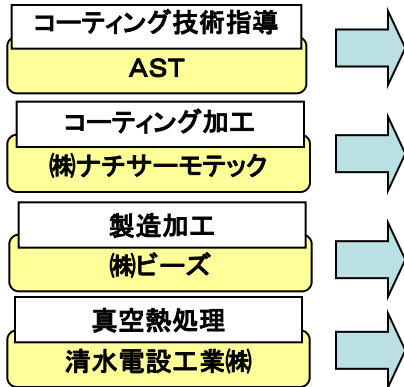 コーティング技術指導
AST
コーティング加工
㈱ナチサーモテック
製造加工
㈱ビーズ
真空熱処理
清水電設工業㈱